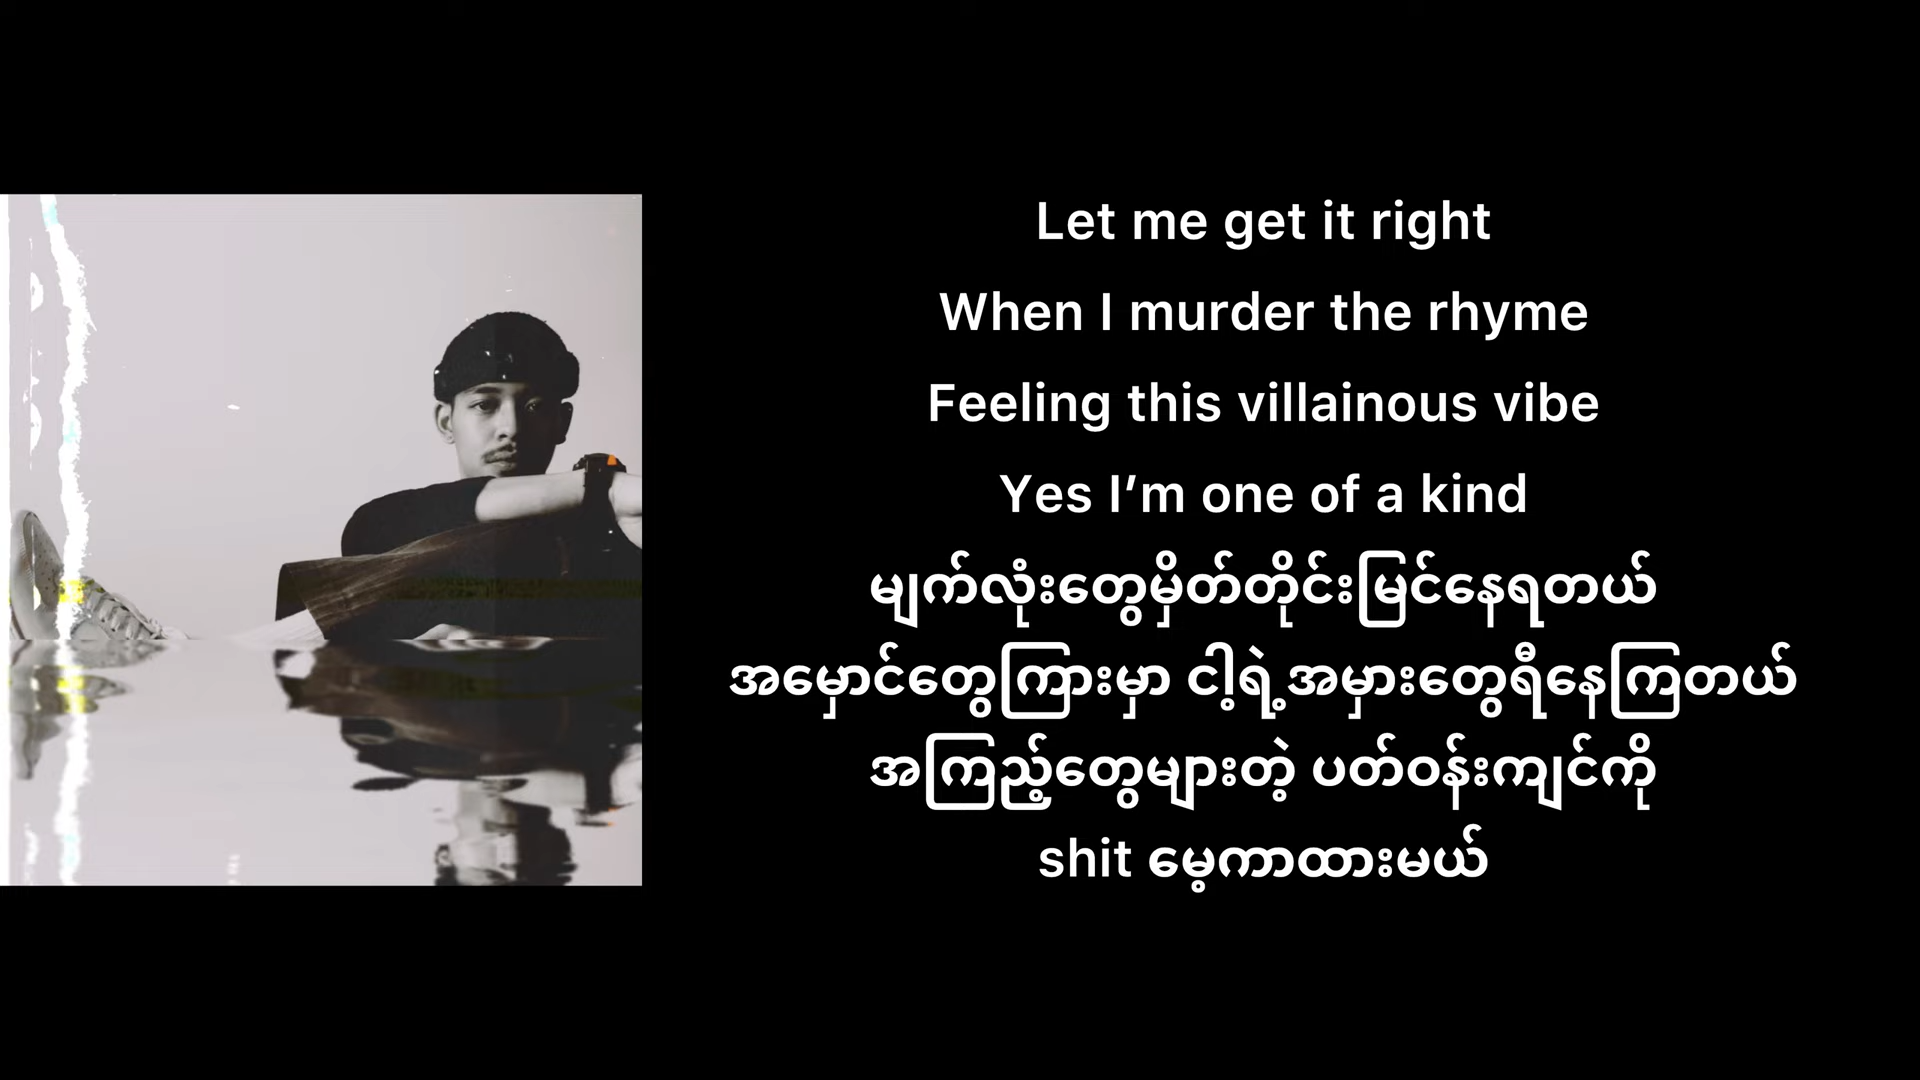 Let me get it right
When I murder the rhyme
Feeling this villainous vibe
Yes I’m one of a kind
မျက်လုံးတွေမှိတ်တိုင်းမြင်နေရတယ်
အမှောင်တွေကြားမှာ ငါ့ရဲ့အမှားတွေရီနေကြတယ်
အကြည့်တွေများတဲ့ ပတ်ဝန်းကျင်ကို
shit မေ့ကာထားမယ်